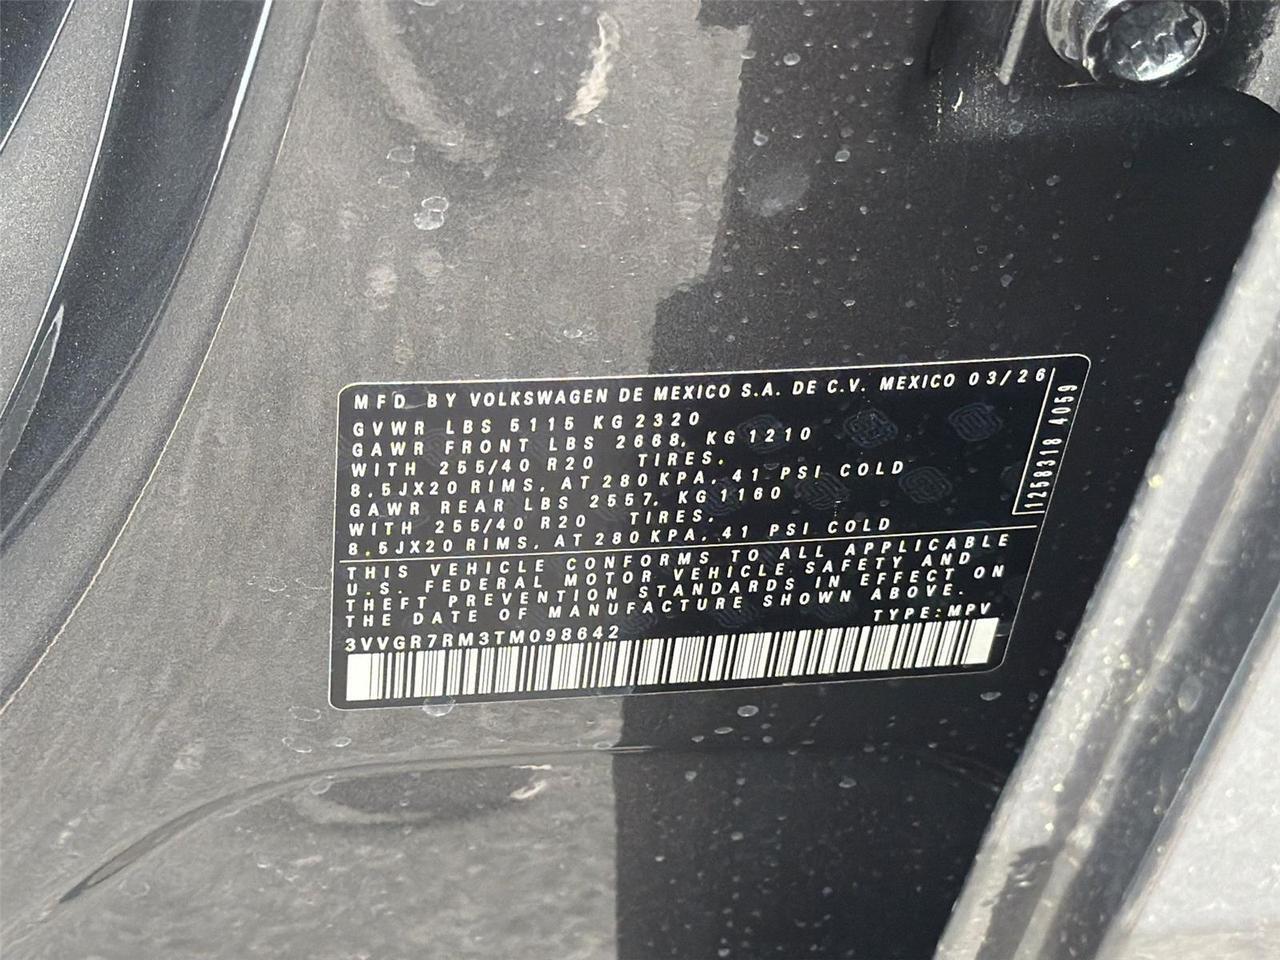 MFD BY VOLKSWAGEN DE MEXICO S.A. DE C.V. MEXICO 03/26
GVWR LBS 5115 KG 2320
GAWR FRONT LBS 2668, KG 1210
WITH 255/40 R20 TIRES.
8,5JX20 RIMS, AT 280 KPA, 41 PSI COLD
GAWR REAR LBS 2557, KG 1160
WITH 255/40 R20 TIRES,
8,5JX20 RIMS, AT 280 KPA, 41 PSI COLD
THIS VEHICLE CONFORMS TO ALL APPLICABLE
U.S. FEDERAL MOTOR VEHICLE SAFETY AND
THEFT PREVENTION STANDARDS IN EFFECT ON
THE DATE OF MANUFACTURE SHOWN ABOVE.
TYPE: MPV
3VVGR7RM3TM098642
1258318 4059